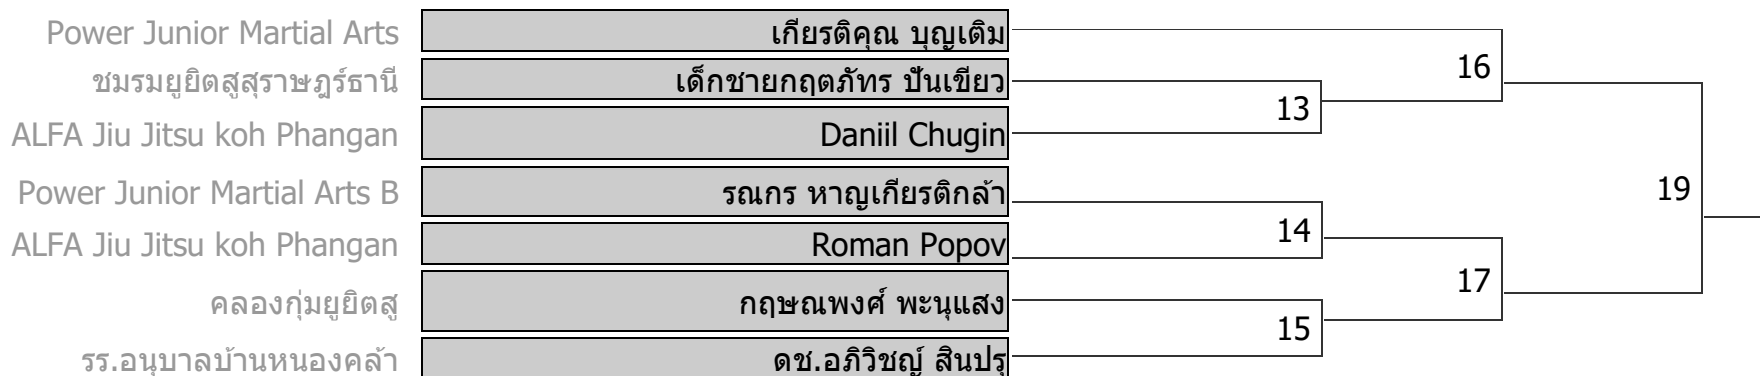 Power Junior Martial Arts เกียรติคุณ บุญเติม
16
ชมรมยูยิตสูสุราษฎร์ธานี เด็กชายกฤตภัทร ปันเขียว
13
ALFA Jiu Jitsu koh Phangan Daniil Chugin
Power Junior Martial Arts B รณกร หาญเกียรติกล้า
19
14
ALFA Jiu Jitsu koh Phangan Roman Popov
17
คลองกุ่มยูยิตสู กฤษณพงศ์ พะนุแสง
15
รร.อนุบาลบ้านหนองคล้า ดช.อภิวิชญ์ สินปรุ